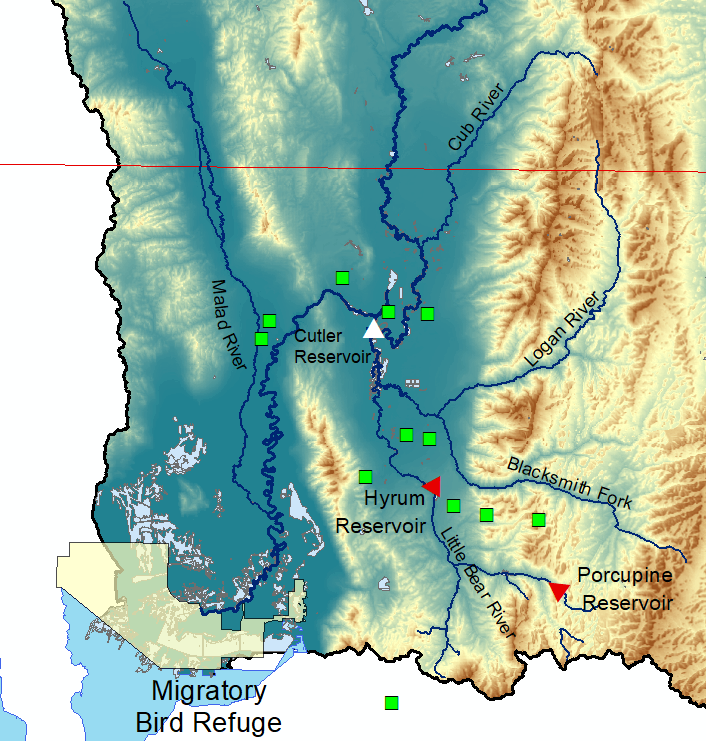 Cub River
Malad River
Logan River
Cutler
Reservoir
Blacksmith Fork
Hyrum
Reservoir
Little Bear River
Porcupine
Reservoir
Migratory
Bird Refuge